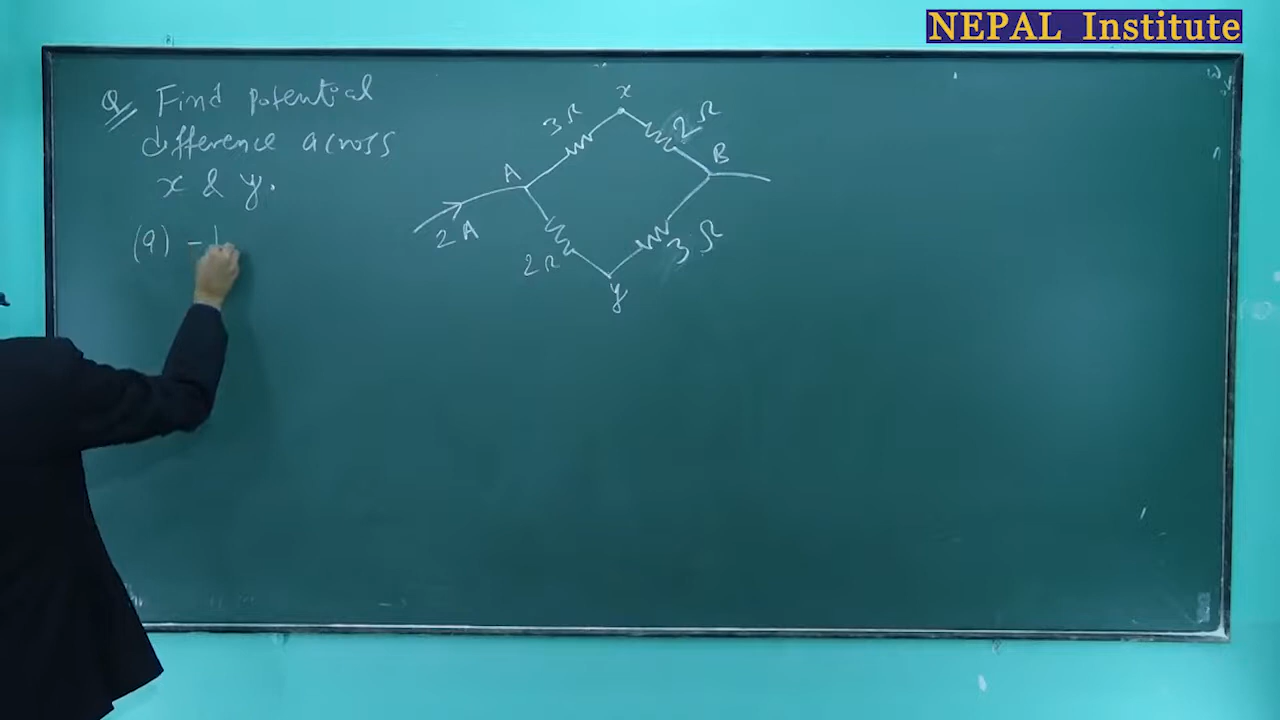 NEPAL Institute
Q Find potential
difference across
x & y.
(a) -1
x
3Ω
2Ω
B
A
2A
2Ω
3Ω
y